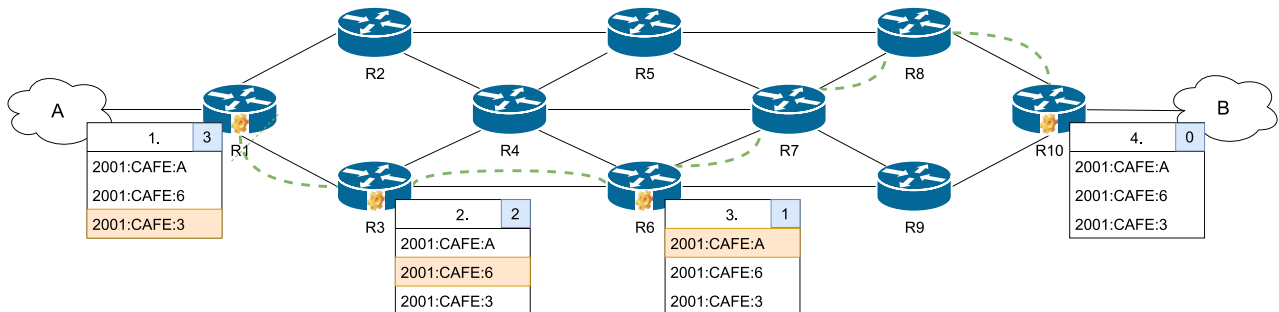 R2
R5
R8
A
R1
R4
R7
R10
B
1. 3
2001:CAFE:A
2001:CAFE:6
2001:CAFE:3
R3
2. 2
2001:CAFE:A
2001:CAFE:6
2001:CAFE:3
R6
3. 1
2001:CAFE:A
2001:CAFE:6
2001:CAFE:3
R9
4. 0
2001:CAFE:A
2001:CAFE:6
2001:CAFE:3